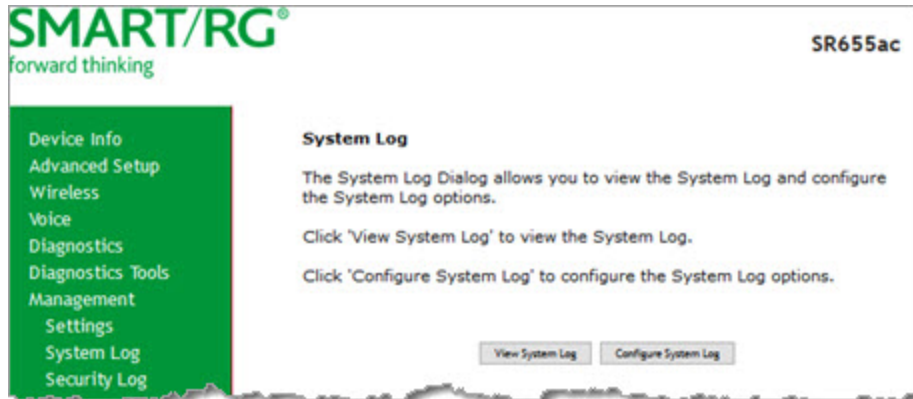 SMART/RG®
forward thinking
SR655ac
Device Info
Advanced Setup
Wireless
Voice
Diagnostics
Diagnostics Tools
Management
Settings
System Log
Security Log
System Log
The System Log Dialog allows you to view the System Log and configure
the System Log options.
Click 'View System Log' to view the System Log.
Click 'Configure System Log' to configure the System Log options.
View System Log
Configure System Log